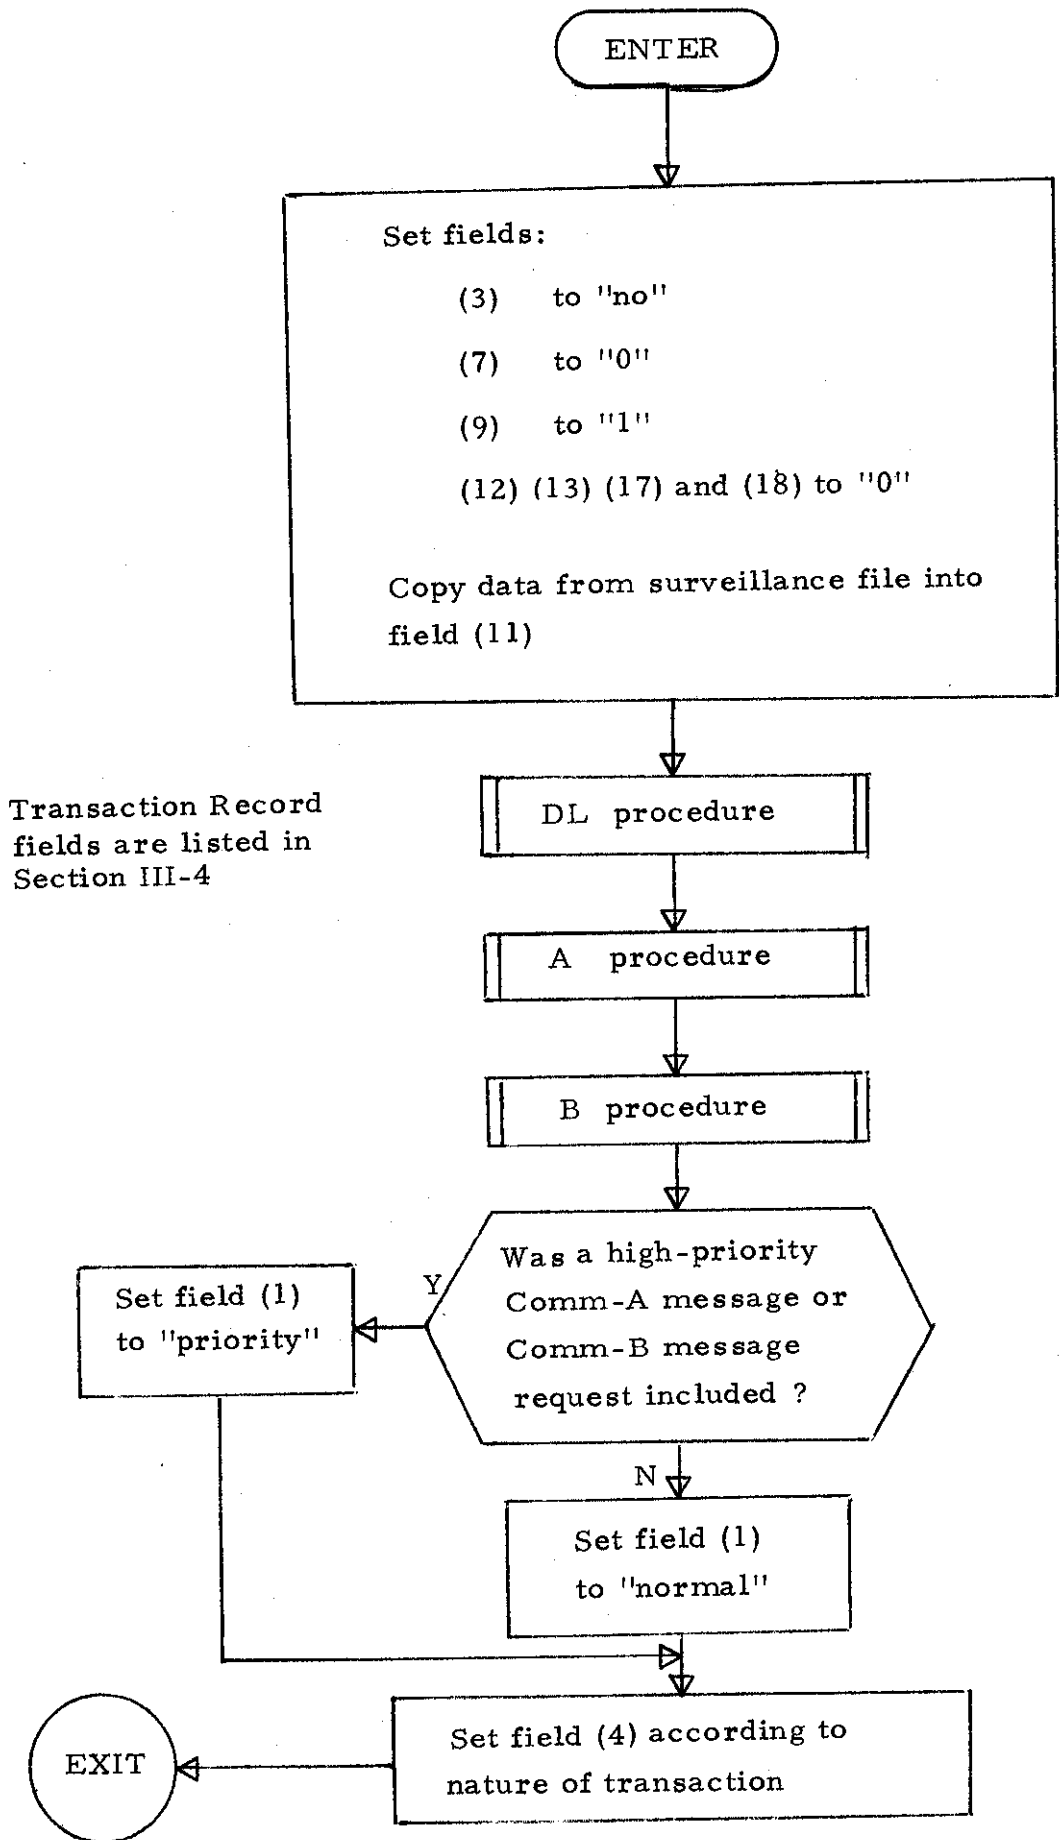 ENTER
Set fields:
(3) to "no"
(7) to "0"
(9) to "1"
(12) (13) (17) and (18) to "0"
Copy data from surveillance file into
field (11)
Transaction Record
fields are listed in
Section III-4
DL procedure
A procedure
B procedure
Was a high-priority
Comm-A message or
Comm-B message
request included ?
Y
Set field (1)
to "priority"
N
Set field (1)
to "normal"
Set field (4) according to
nature of transaction
EXIT